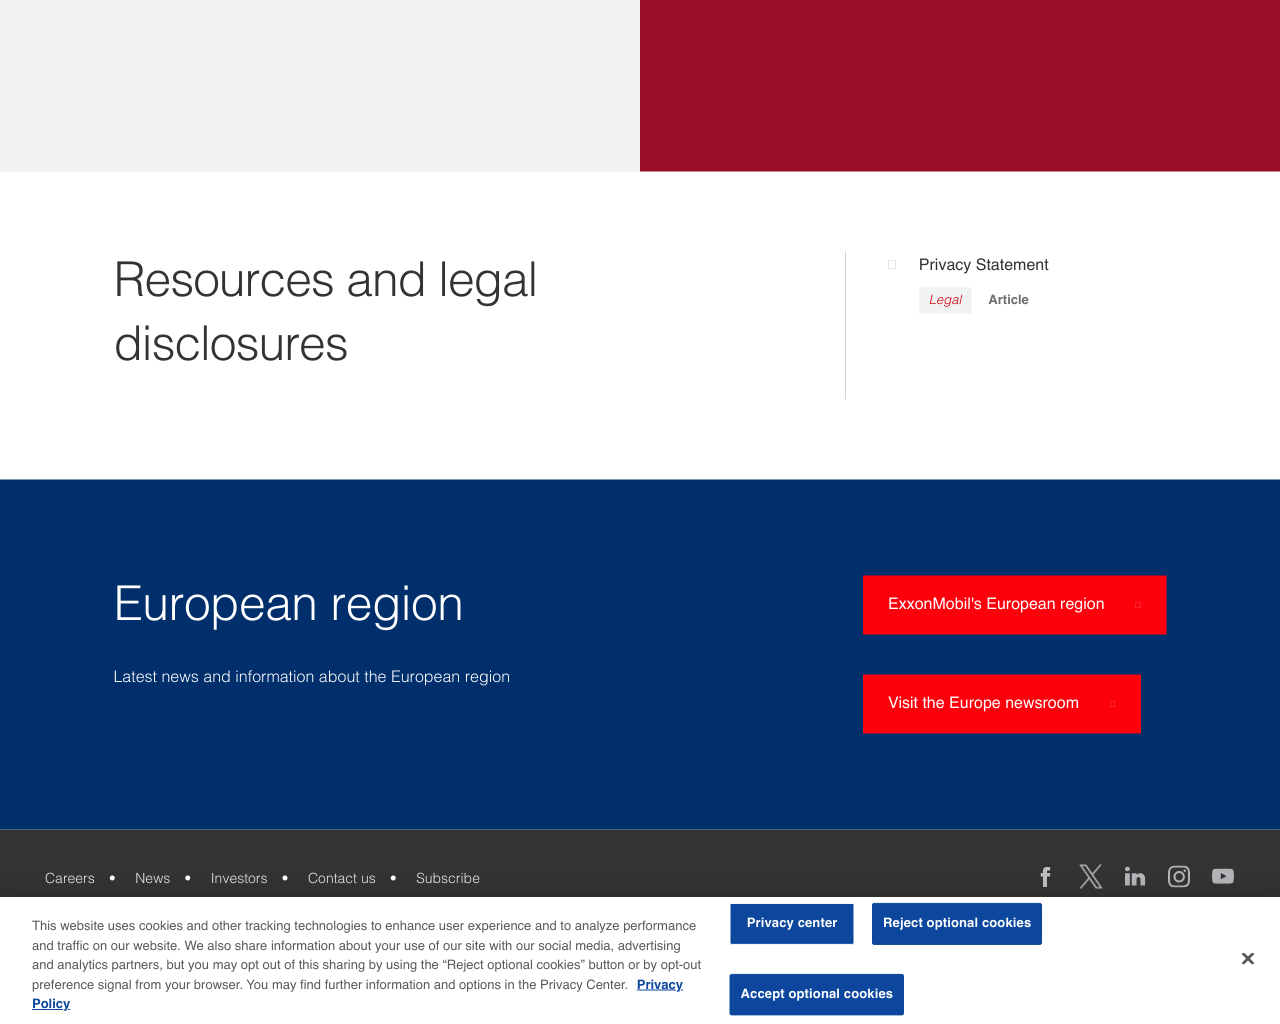 Resources and legal
disclosures
Privacy Statement
Legal Article
European region
Latest news and information about the European region
ExxonMobil's European region
Visit the Europe newsroom
Careers • News • Investors • Contact us • Subscribe
This website uses cookies and other tracking technologies to enhance user experience and to analyze performance
and traffic on our website. We also share information about your use of our site with our social media, advertising
and analytics partners, but you may opt out of this sharing by using the “Reject optional cookies” button or by opt-out
preference signal from your browser. You may find further information and options in the Privacy Center. Privacy
Policy
Privacy center
Reject optional cookies
Accept optional cookies